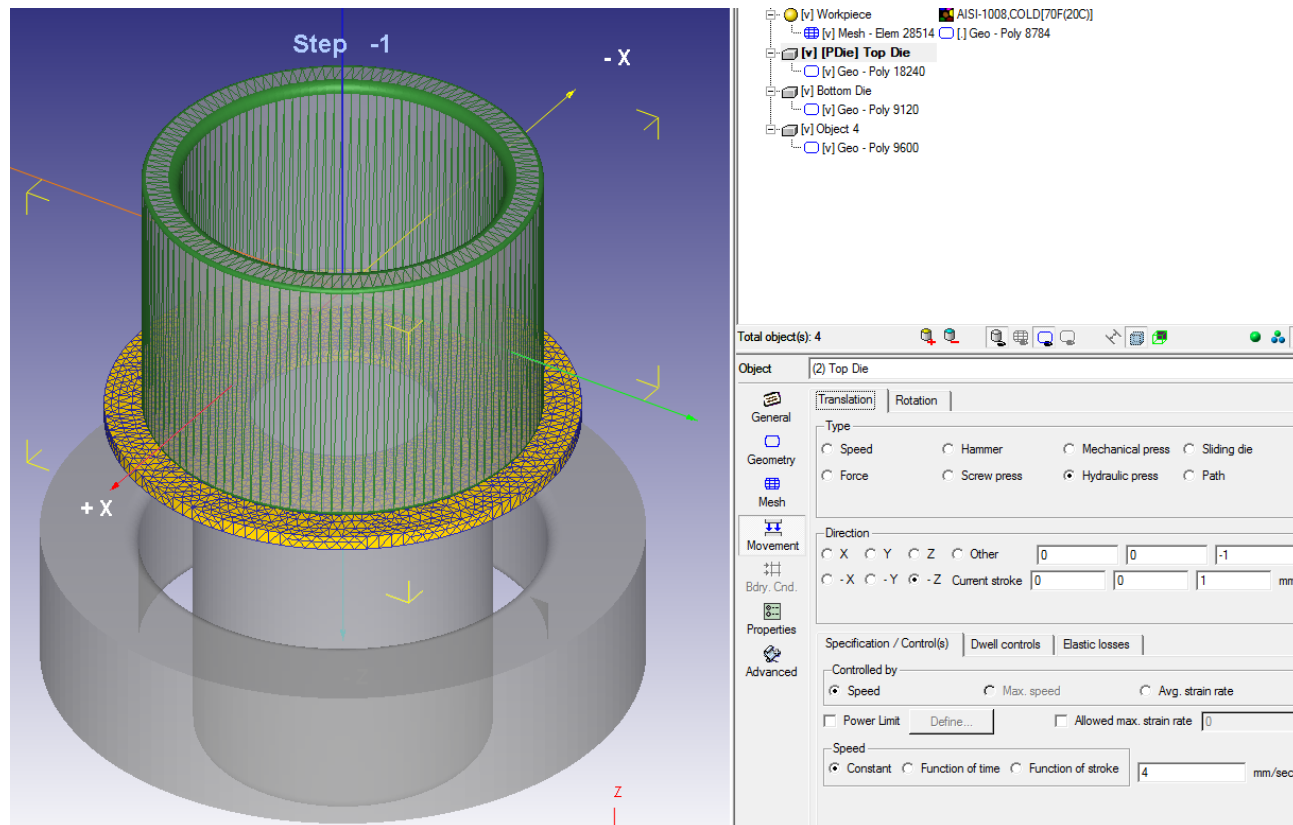 Step -1
- X
+ X
Z
[v] Workpiece AISI-1008,COLD[70F(20C)]
[v] Mesh - Elem 28514 [.] Geo - Poly 8784
[v] [PDie] Top Die
[v] Geo - Poly 18240
[v] Bottom Die
[v] Geo - Poly 9120
[v] Object 4
[v] Geo - Poly 9600
Total object(s): 4
Object (2) Top Die
General
Geometry
Mesh
Movement
Bdry. Cnd.
Properties
Advanced
Translation Rotation
Type
Speed Hammer Mechanical press Sliding die
Force Screw press Hydraulic press Path
Direction
X Y Z Other 0 0 -1
- X - Y - Z Current stroke 0 0 1 mm
Specification / Control(s) Dwell controls Elastic losses
Controlled by
Speed Max. speed Avg. strain rate
Power Limit Define... Allowed max. strain rate 0
Speed
Constant Function of time Function of stroke 4 mm/sec